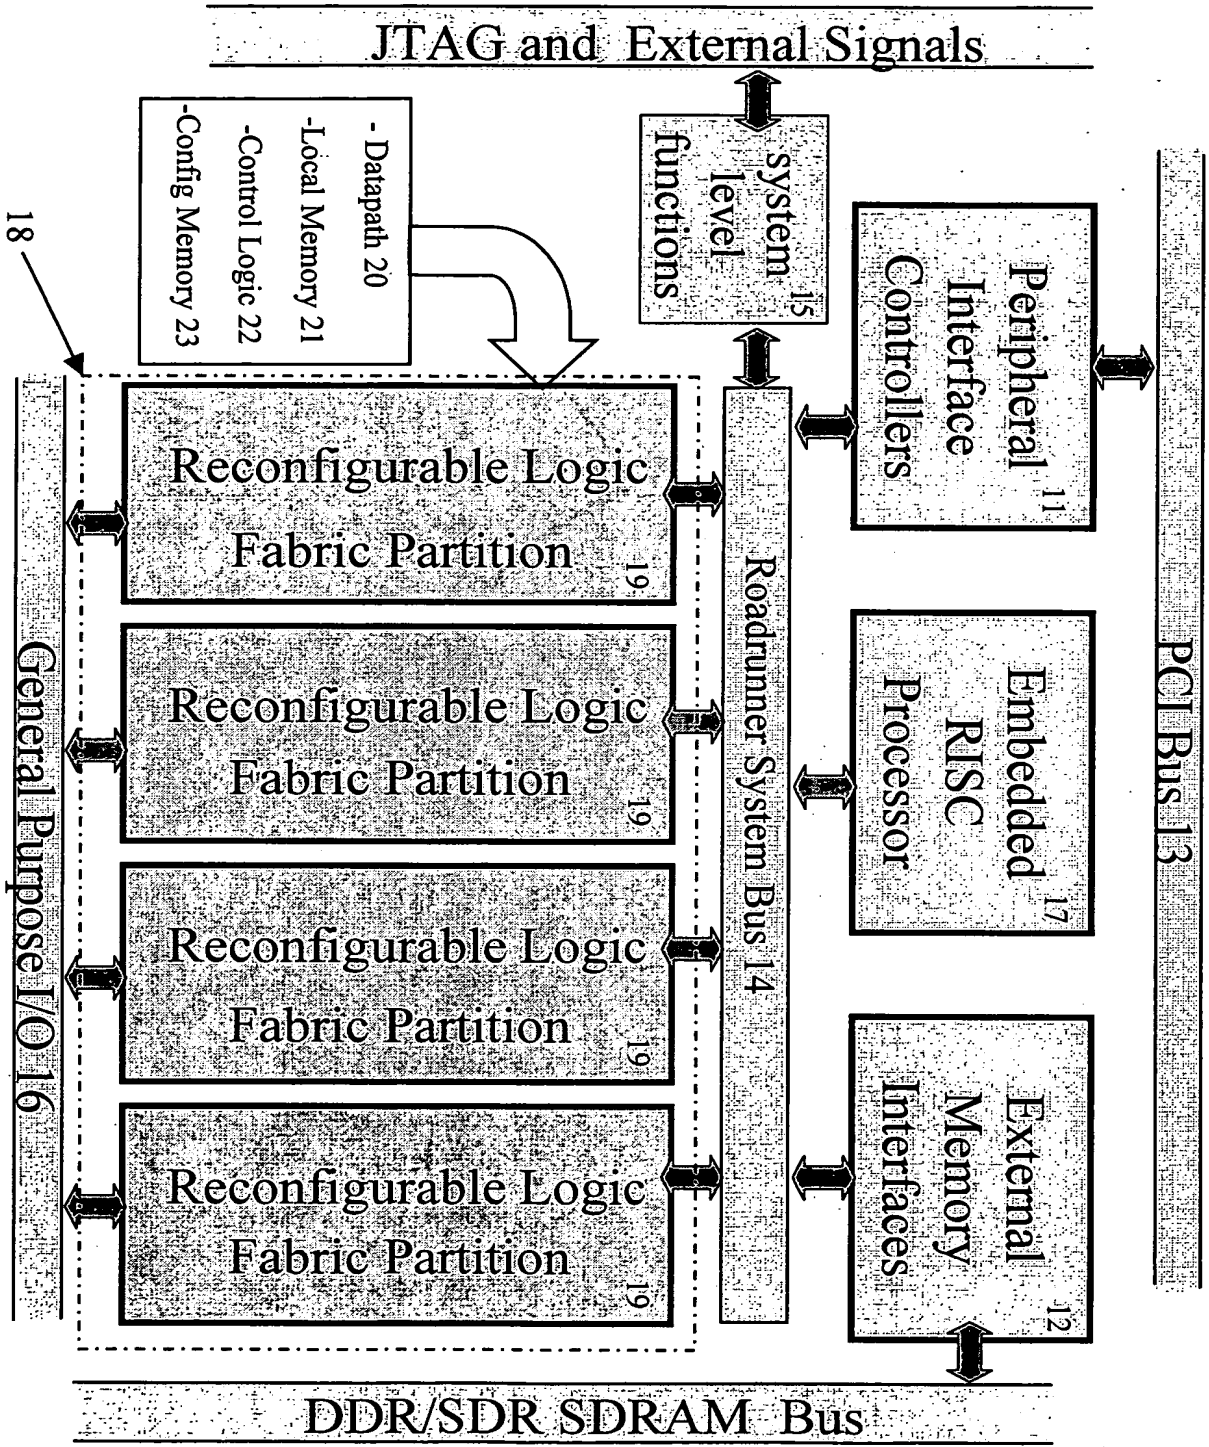 PCI Bus 13
Peripheral
Interface
Controllers
11
Embedded
RISC
Processor
17
External
Memory
Interfaces
12
JTAG and External Signals
system
level
functions
15
Roadrunner System Bus 14
- Datapath 20
-Local Memory 21
-Control Logic 22
-Config Memory 23
18
Reconfigurable Logic
Fabric Partition
19
Reconfigurable Logic
Fabric Partition
19
Reconfigurable Logic
Fabric Partition
19
Reconfigurable Logic
Fabric Partition
19
General Purpose I/O 16
DDR/SDR SDRAM Bus